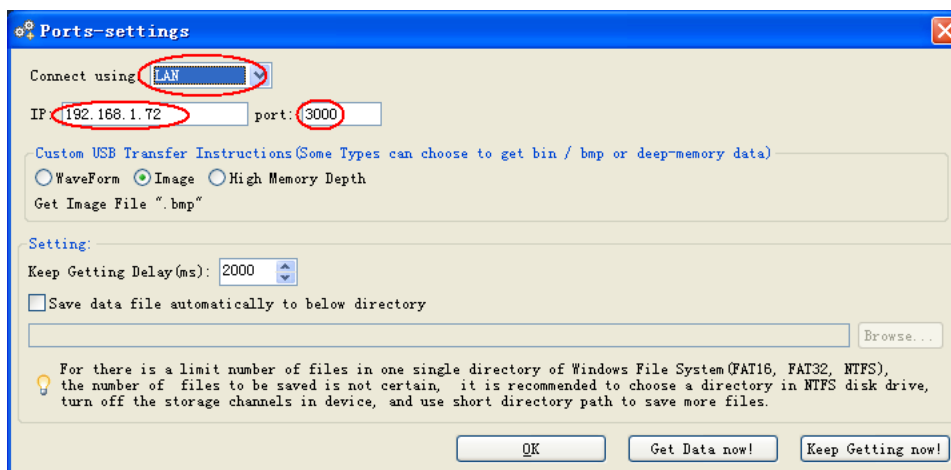 Ports-settings
Connect using: LAN
IP: 192.168.1.72 port: 3000
Custom USB Transfer Instructions(Some Types can choose to get bin / bmp or deep-memory data)
WaveForm Image High Memory Depth
Get Image File ".bmp"
Setting:
Keep Getting Delay(ms): 2000
Save data file automatically to below directory
Browse...
For there is a limit number of files in one single directory of Windows File System(FAT16, FAT32, NTFS),
the number of files to be saved is not certain, it is recommended to choose a directory in NTFS disk drive,
turn off the storage channels in device, and use short directory path to save more files.
OK Get Data now! Keep Getting now!